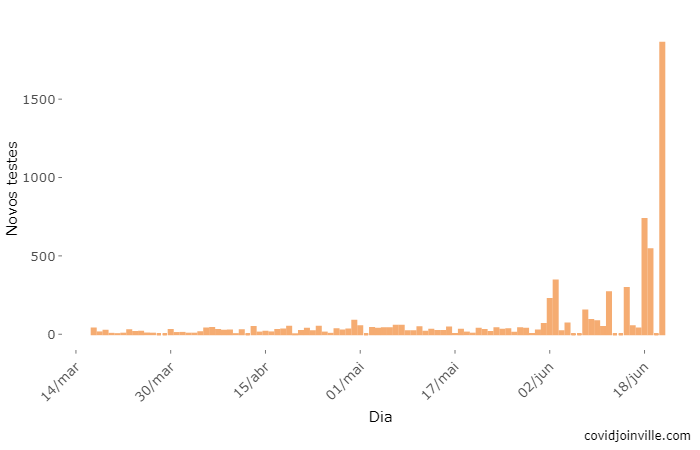 Novos testes
1500
1000
500
0
14/mar
30/mar
15/abr
01/mai
17/mai
02/jun
18/jun
Dia
covidjoinville.com